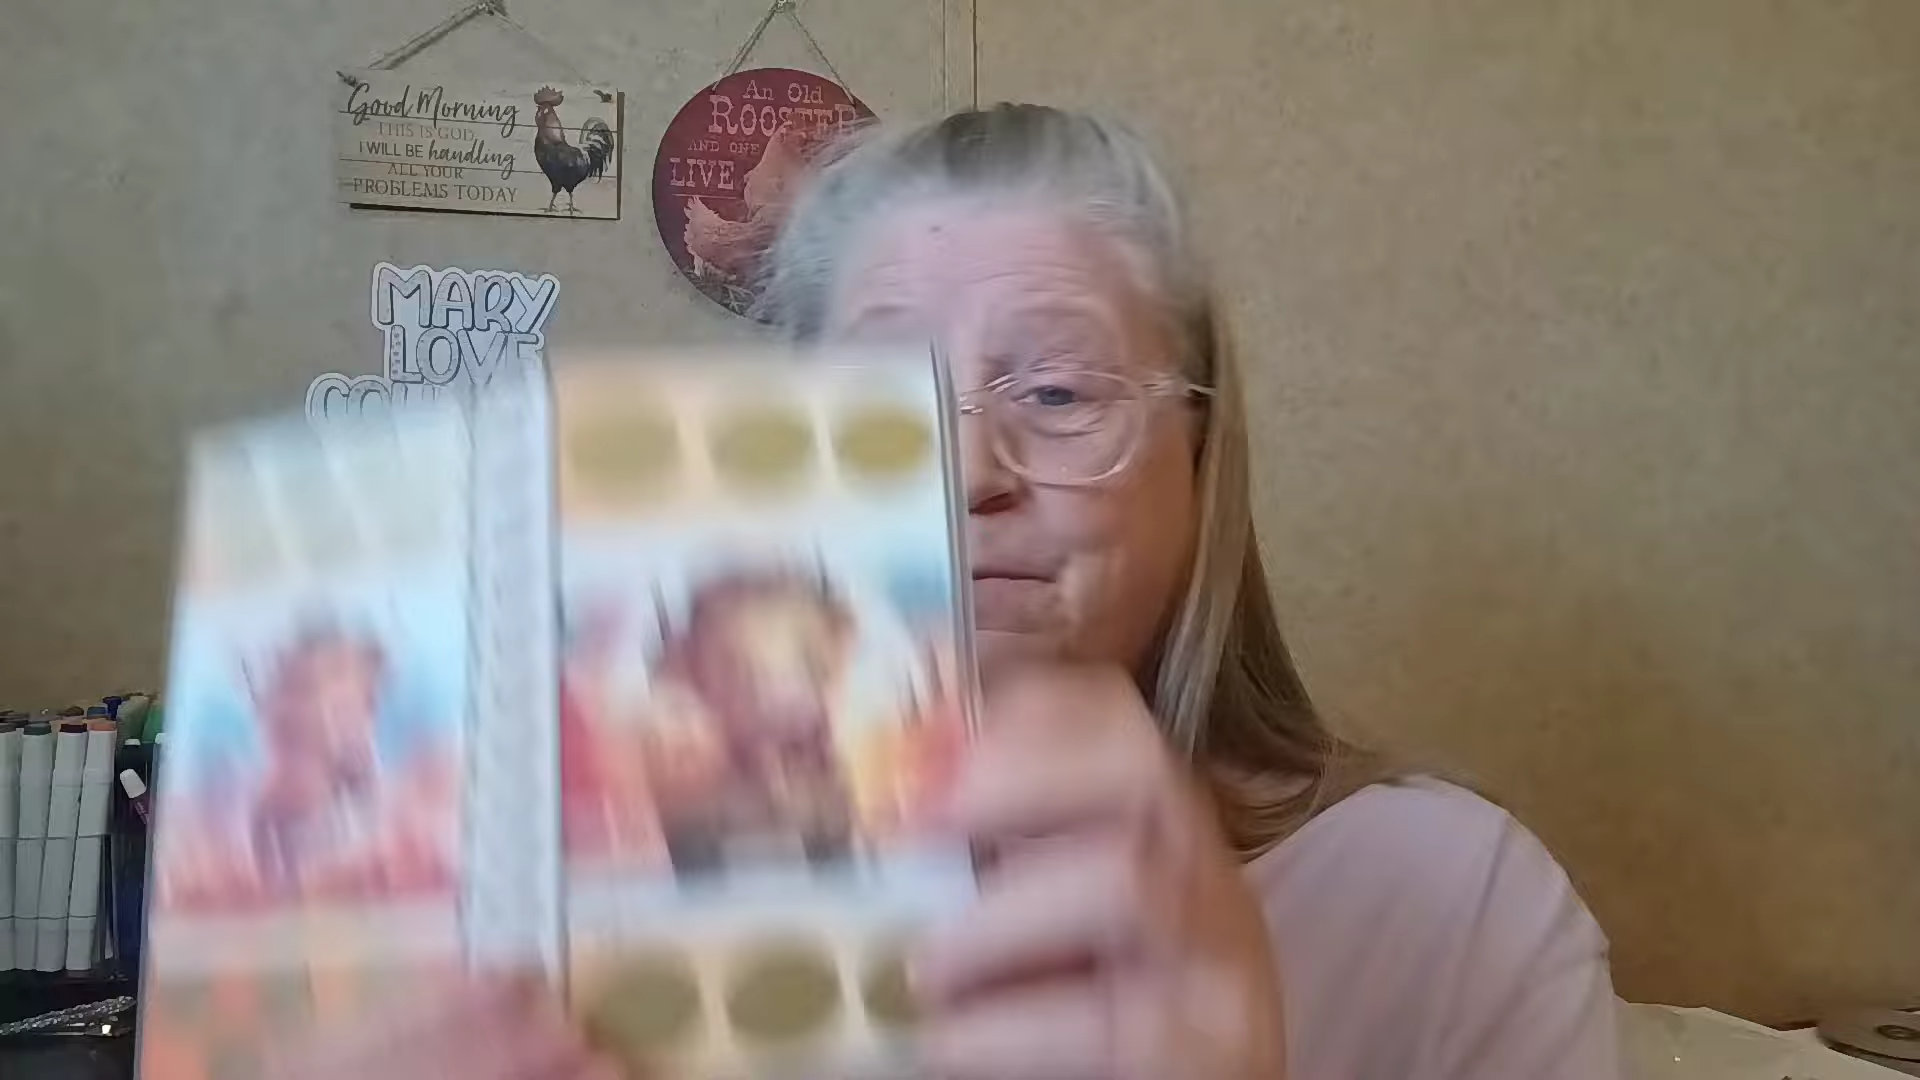 Good Morning
THIS IS GOD,
I WILL BE handling
ALL YOUR
PROBLEMS TODAY
An Old
ROOSTER
AND ONE
LIVE
MARY
LOVE